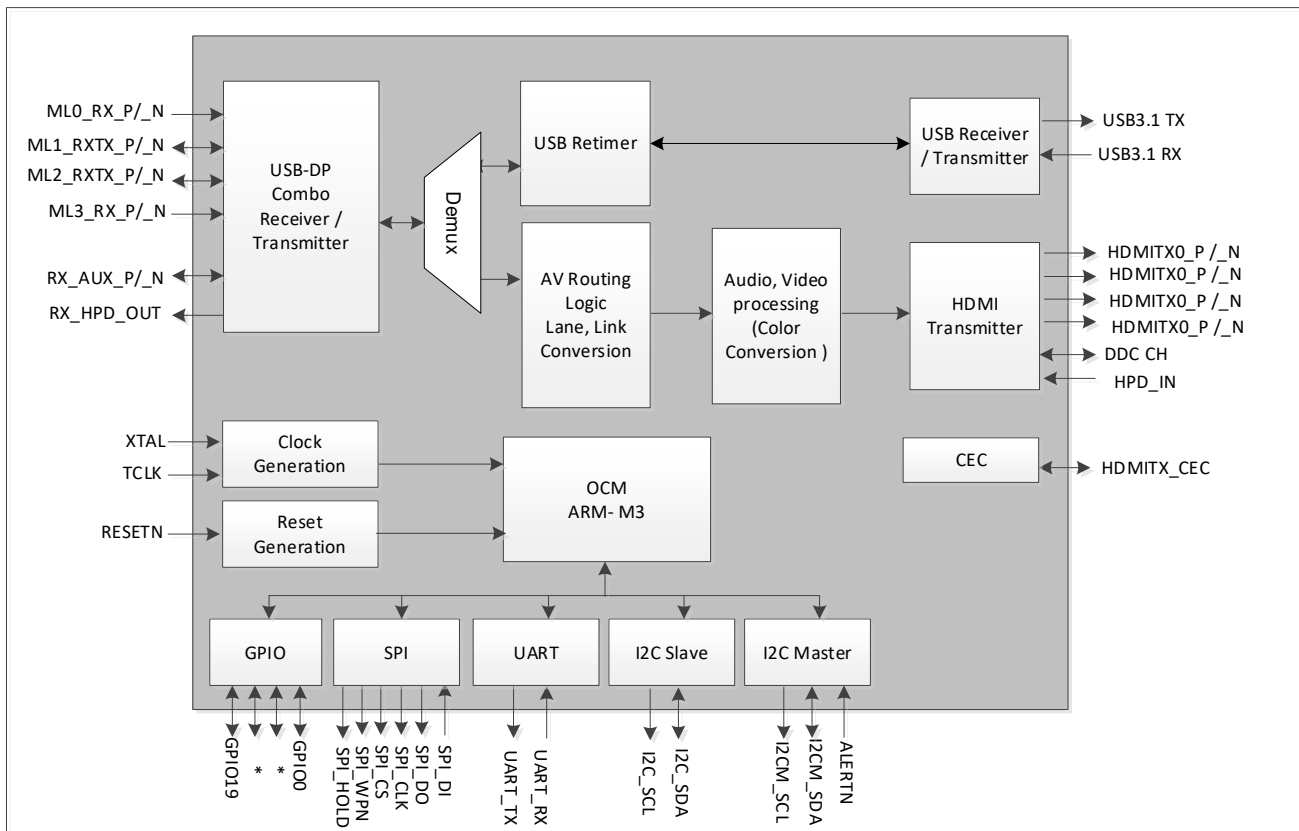 ML0_RX_P/_N
ML1_RXTX_P/_N
ML2_RXTX_P/_N
ML3_RX_P/_N
RX_AUX_P/_N
RX_HPD_OUT
USB-DP
Combo
Receiver /
Transmitter
Demux
USB Retimer
AV Routing
Logic
Lane, Link
Conversion
Audio, Video
processing
(Color
Conversion )
USB Receiver
/ Transmitter
USB3.1 TX
USB3.1 RX
HDMI
Transmitter
HDMITX0_P /_N
HDMITX0_P /_N
HDMITX0_P /_N
HDMITX0_P /_N
DDC CH
HPD_IN
XTAL
TCLK
Clock
Generation
RESETN
Reset
Generation
OCM
ARM- M3
CEC
HDMITX_CEC
GPIO
SPI
UART
I2C Slave
I2C Master
GPIO19
*
*
GPIO0
SPI_HOLD
SPI_WPN
SPI_CS
SPI_CLK
SPI_DO
SPI_DI
UART_TX
UART_RX
I2C_SCL
I2C_SDA
I2CM_SCL
I2CM_SDA
ALERTN